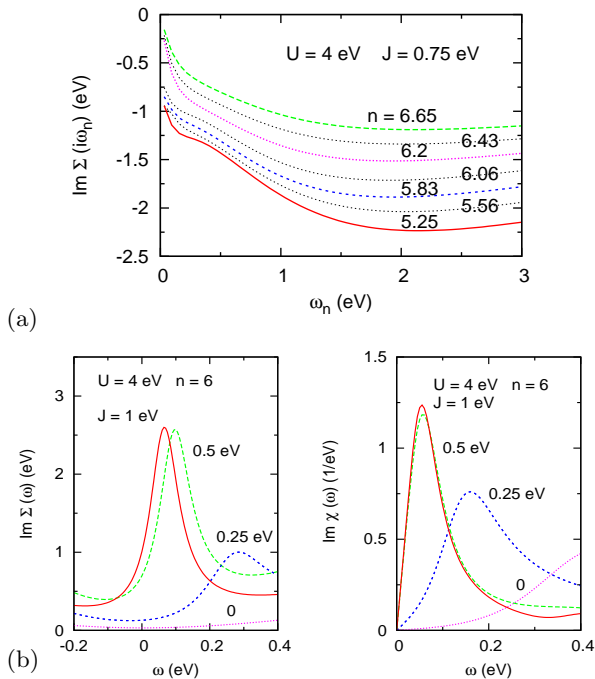 0
-0.5
-1
-1.5
-2
-2.5
0 1 2 3
Im Σ (iωn) (eV)
ωn (eV)
U = 4 eV J = 0.75 eV
n = 6.65
6.43
6.2
6.06
5.83
5.56
5.25
(a)
3
2
1
0
-0.2 0 0.2 0.4
Im Σ (ω) (eV)
ω (eV)
U = 4 eV n = 6
J = 1 eV
0.5 eV
0.25 eV
0
(b)
1.5
1
0.5
0
0 0.2 0.4
Im χ (ω) (1/eV)
ω (eV)
U = 4 eV n = 6
J = 1 eV
0.5 eV
0.25 eV
0